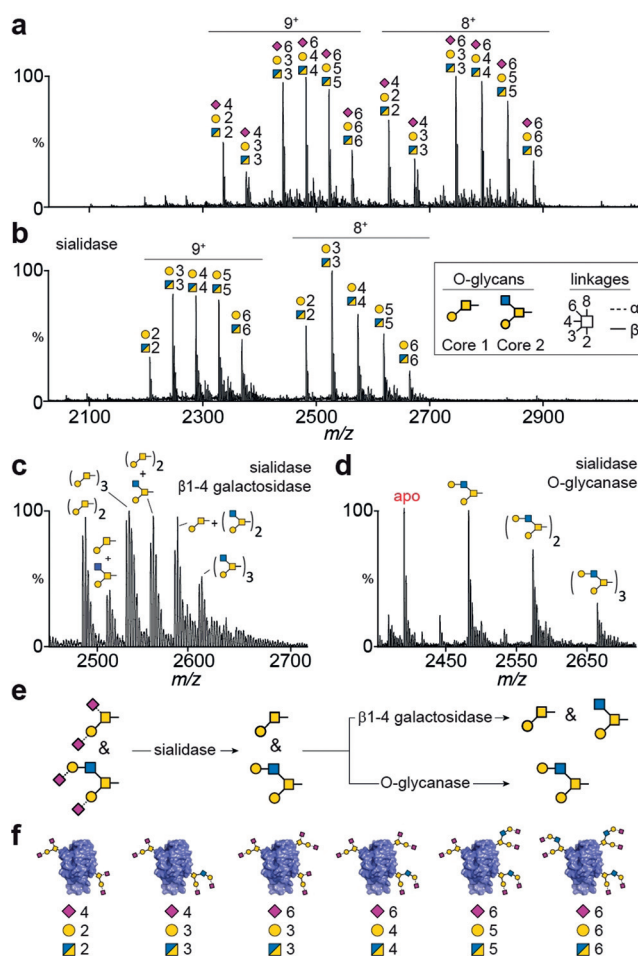 a
9⁺ 8⁺
6 6 6 6 6 6
3 4 5 3 4 5
3 4 5 3 4 5
4 4 6 4 4 6
2 3 6 2 3 6
2 3 6 2 3 6
100
%
0
2100 2300 2500 2700 2900
b sialidase
9⁺ 8⁺
2 3 4 5 6 2 3 4 5 6
2 3 4 5 6 2 3 4 5 6
100
%
0
2100 2300 2500 2700 2900
m/z
O-glycans linkages
6 8 α
4
3 2 β
Core 1 Core 2
c sialidase
β1-4 galactosidase
( )3
( )2
+
( )2
+
+ ( )2
( )3
100
%
0
2500 2600 2700
m/z
d sialidase
O-glycanase
apo
( )2
( )3
100
%
0
2450 2550 2650
m/z
e
& sialidase & β1-4 galactosidase &
O-glycanase
f
4 4 6 6 6 6
2 3 3 4 5 6
2 3 3 4 5 6